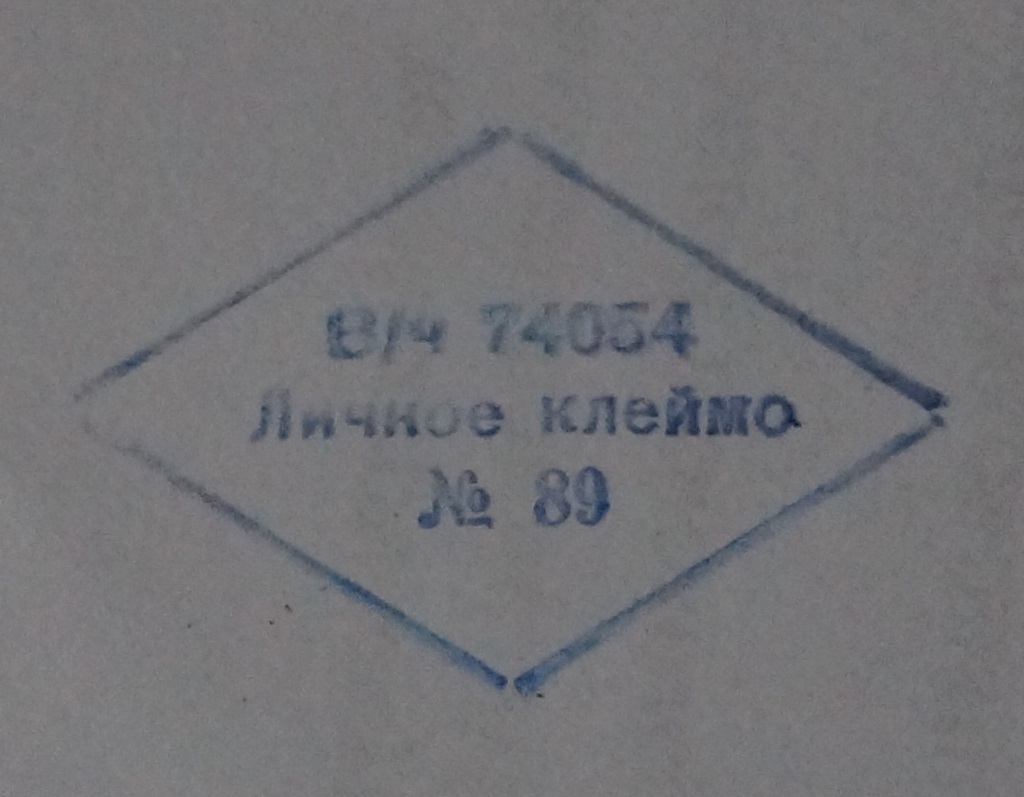 В/ч 74054
Личное клеймо
№ 89